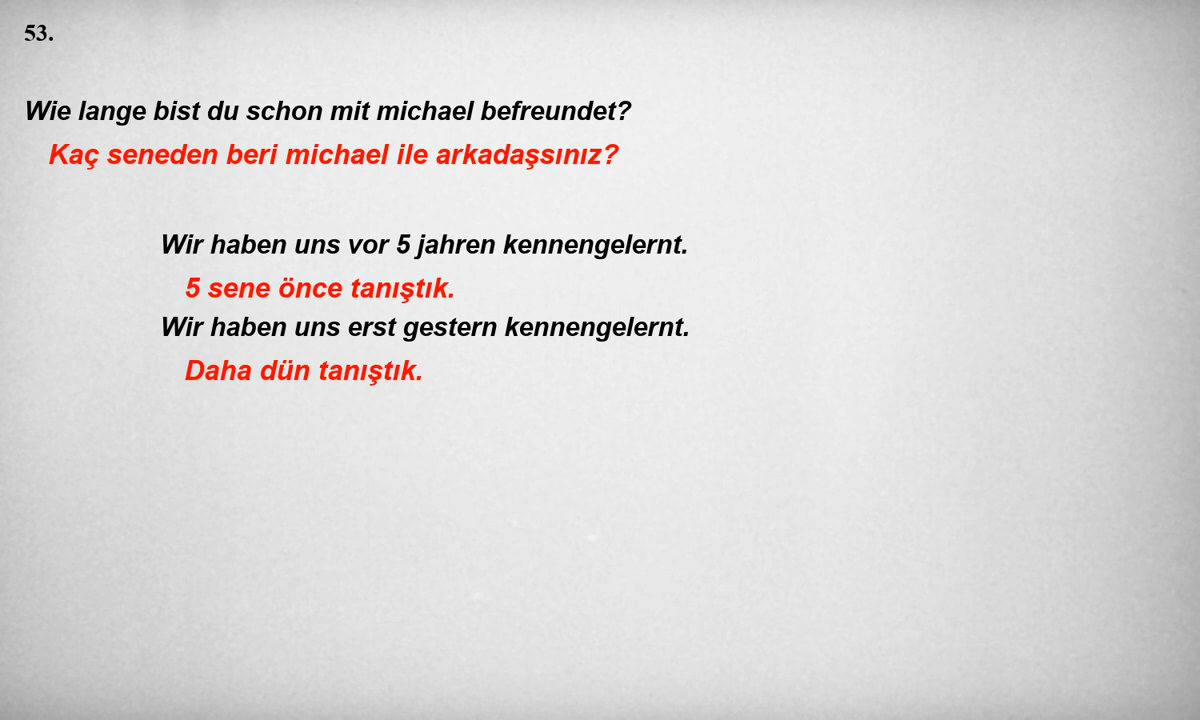 53.
Wie lange bist du schon mit michael befreundet?
Kaç seneden beri michael ile arkadaşsınız?
Wir haben uns vor 5 jahren kennengelernt.
5 sene önce tanıştık.
Wir haben uns erst gestern kennengelernt.
Daha dün tanıştık.